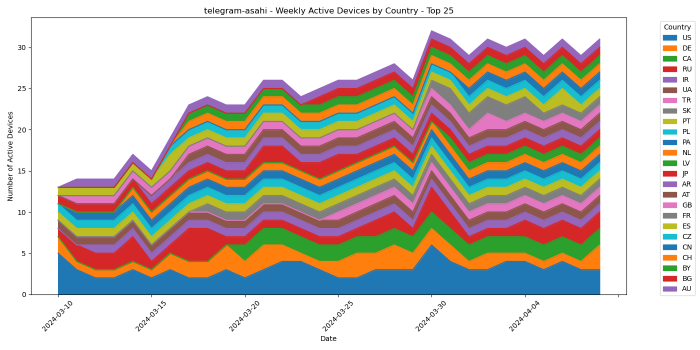 telegram-asahi - Weekly Active Devices by Country - Top 25
Number of Active Devices
30
25
20
15
10
5
0
2024-03-10
2024-03-15
2024-03-20
2024-03-25
2024-03-30
2024-04-04
Date
Country
US
DE
CA
RU
IR
UA
TR
SK
PT
PL
PA
NL
LV
JP
AR
AT
GB
FR
ES
CZ
CN
CH
BY
BG
AU